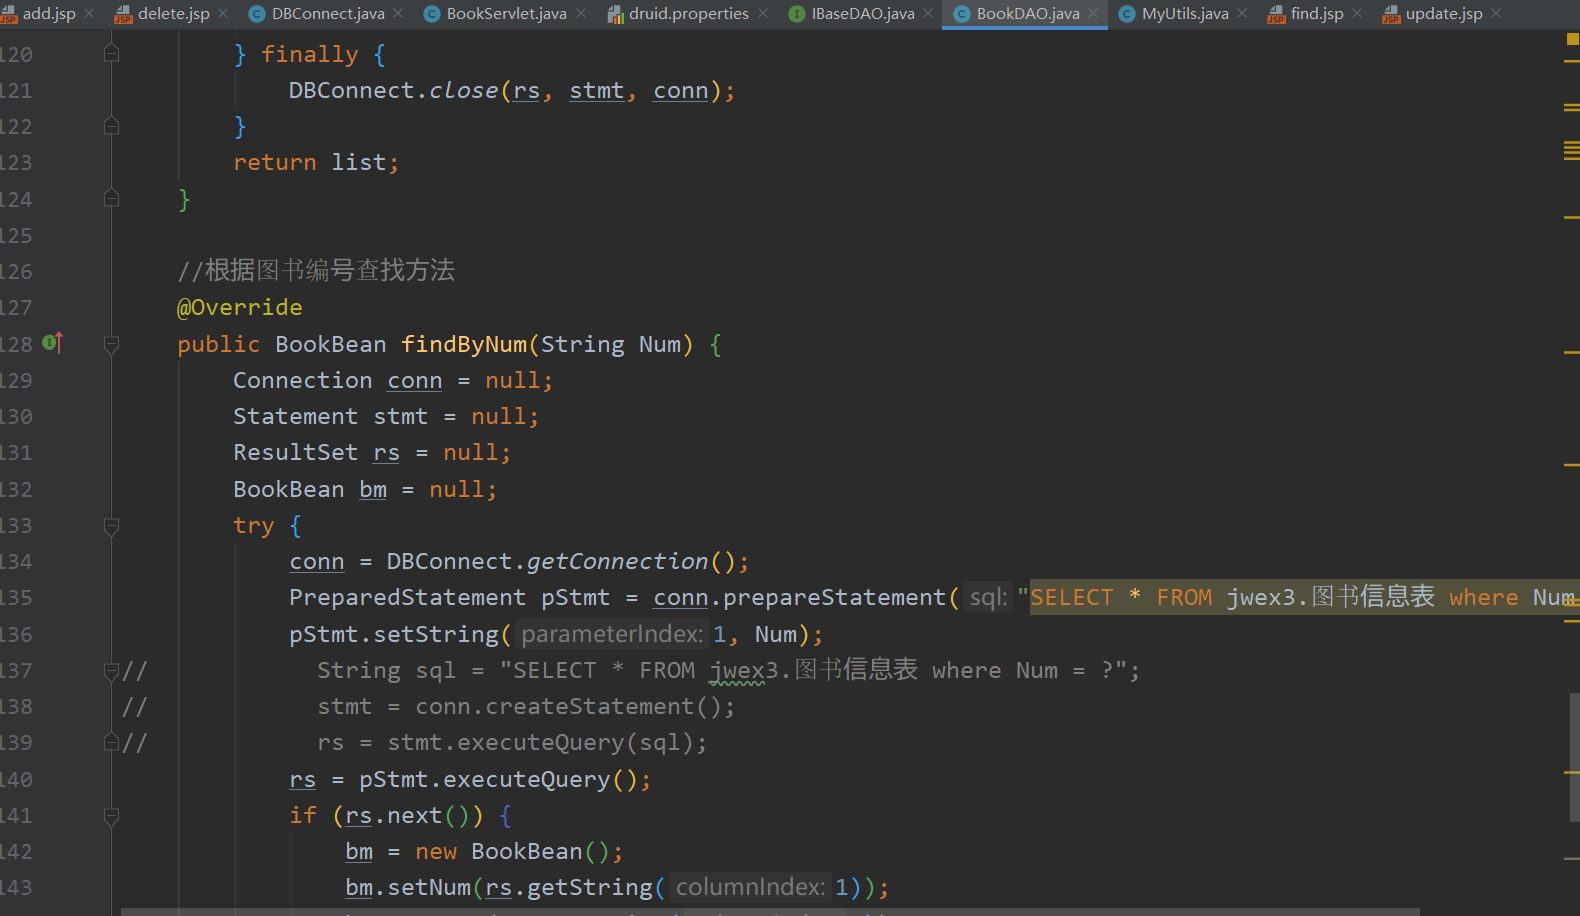 add.jsp delete.jsp DBConnect.java BookServlet.java druid.properties IBaseDAO.java BookDAO.java MyUtils.java find.jsp update.jsp
120 } finally {
121 DBConnect.close(rs, stmt, conn);
122 }
123 return list;
124 }
125
126 //根据图书编号查找方法
127 @Override
128 public BookBean findByNum(String Num) {
129 Connection conn = null;
130 Statement stmt = null;
131 ResultSet rs = null;
132 BookBean bm = null;
133 try {
134 conn = DBConnect.getConnection();
135 PreparedStatement pStmt = conn.prepareStatement( sql: "SELECT * FROM jwex3.图书信息表 where Num
136 pStmt.setString( parameterIndex: 1, Num);
137 // String sql = "SELECT * FROM jwex3.图书信息表 where Num = ?";
138 // stmt = conn.createStatement();
139 // rs = stmt.executeQuery(sql);
140 rs = pStmt.executeQuery();
141 if (rs.next()) {
142 bm = new BookBean();
143 bm.setNum(rs.getString( columnIndex: 1));